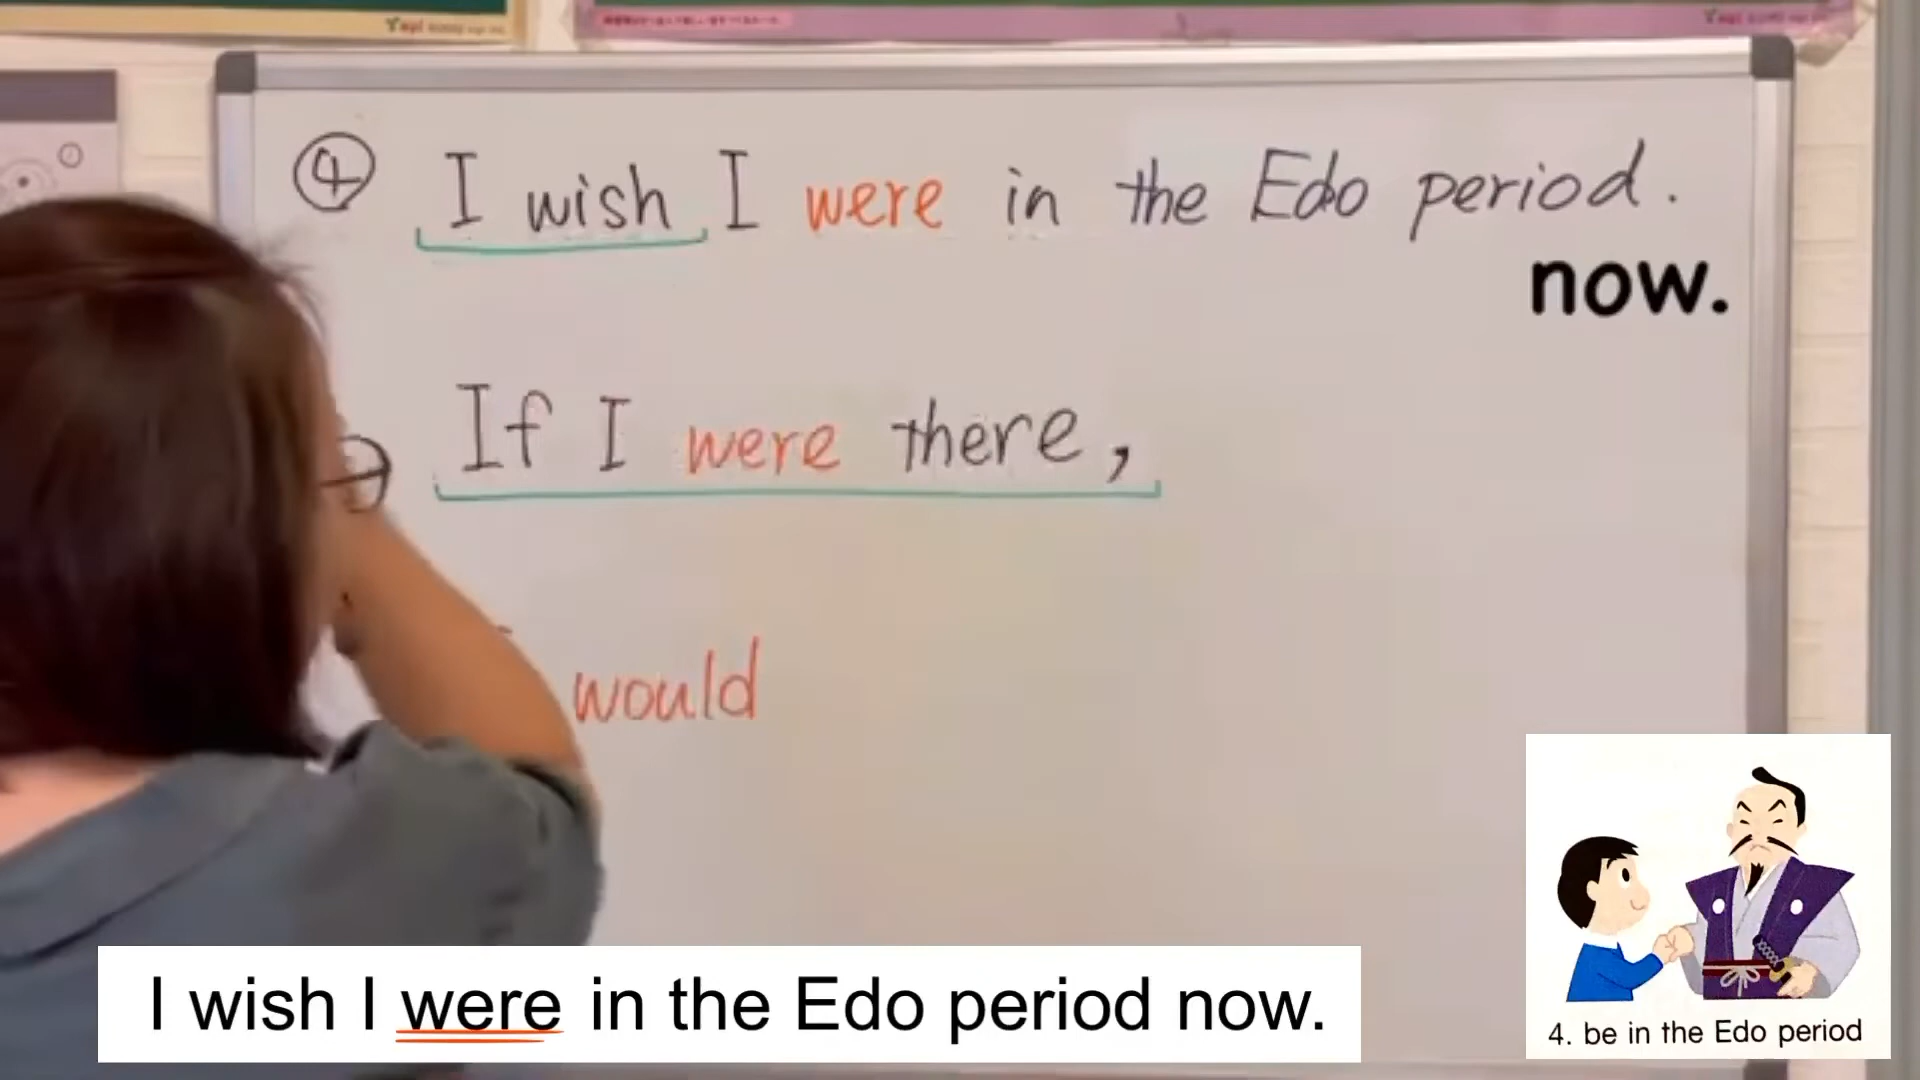 ④ I wish I were in the Edo period.
now.
If I were there,
would
I wish I were in the Edo period now.
4. be in the Edo period